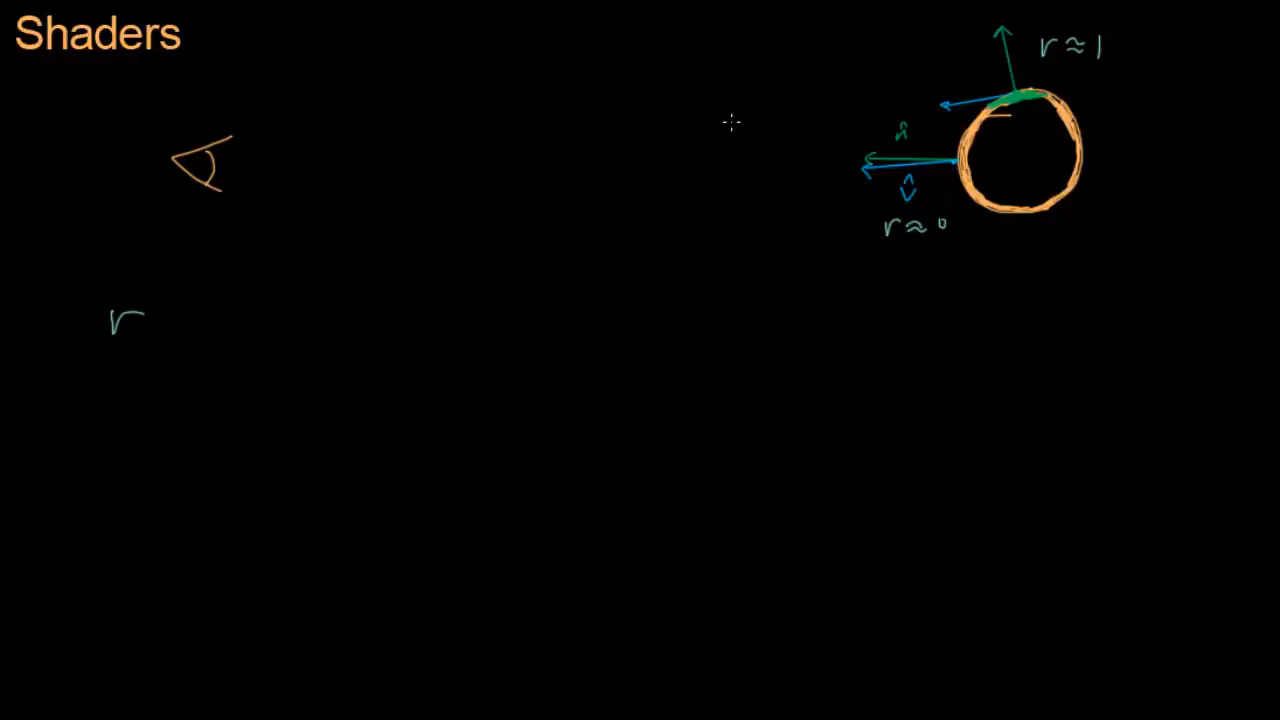 Shaders
r ≈ 1
n̂
v̂
r ≈ 0
r